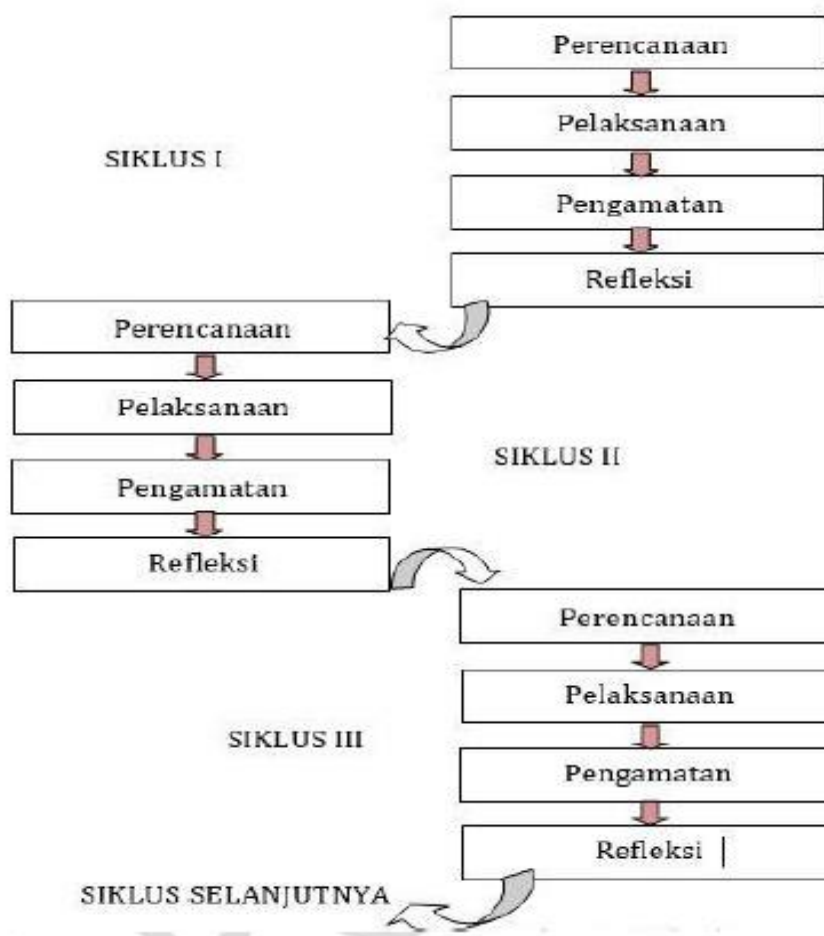 Perencanaan
Pelaksanaan
SIKLUS I
Pengamatan
Refleksi
Perencanaan
Pelaksanaan
SIKLUS II
Pengamatan
Refleksi
Perencanaan
Pelaksanaan
SIKLUS III
Pengamatan
Refleksi
SIKLUS SELANJUTNYA